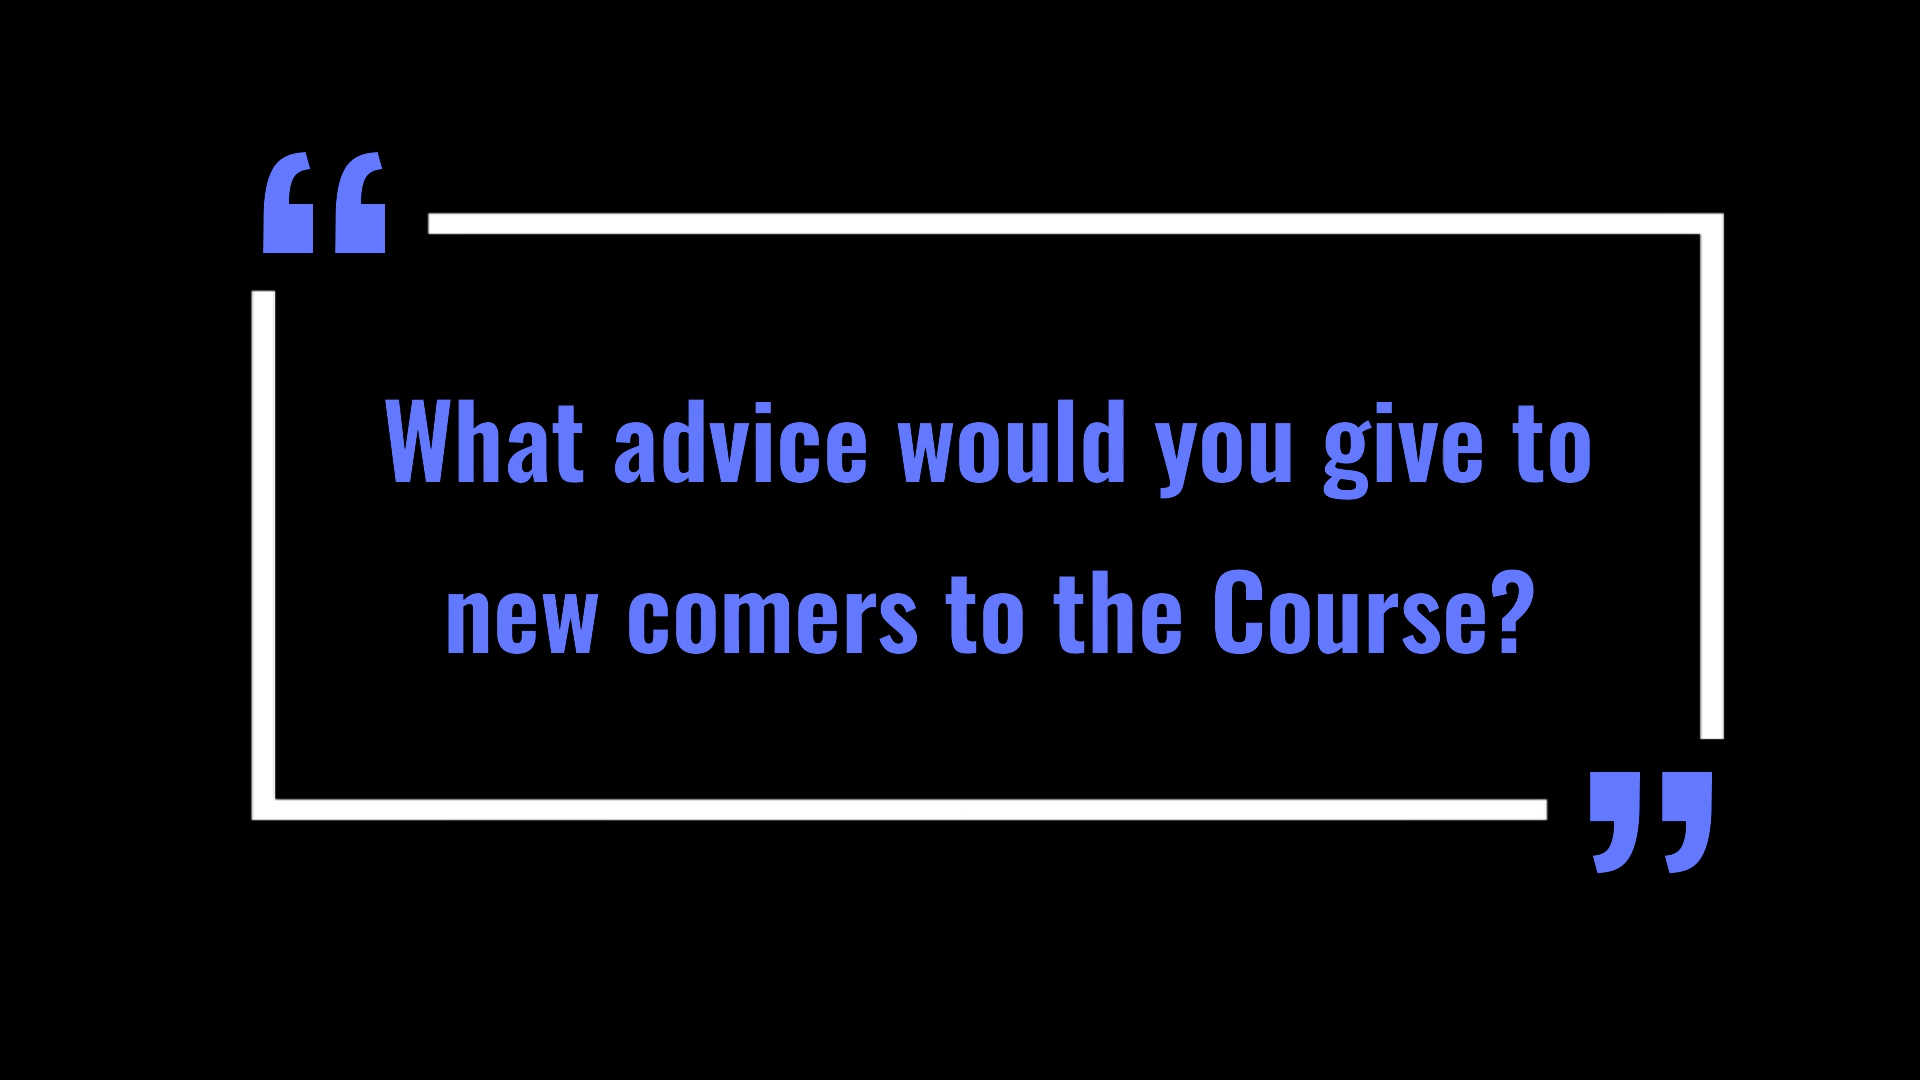 “
What advice would you give to
new comers to the Course?
”